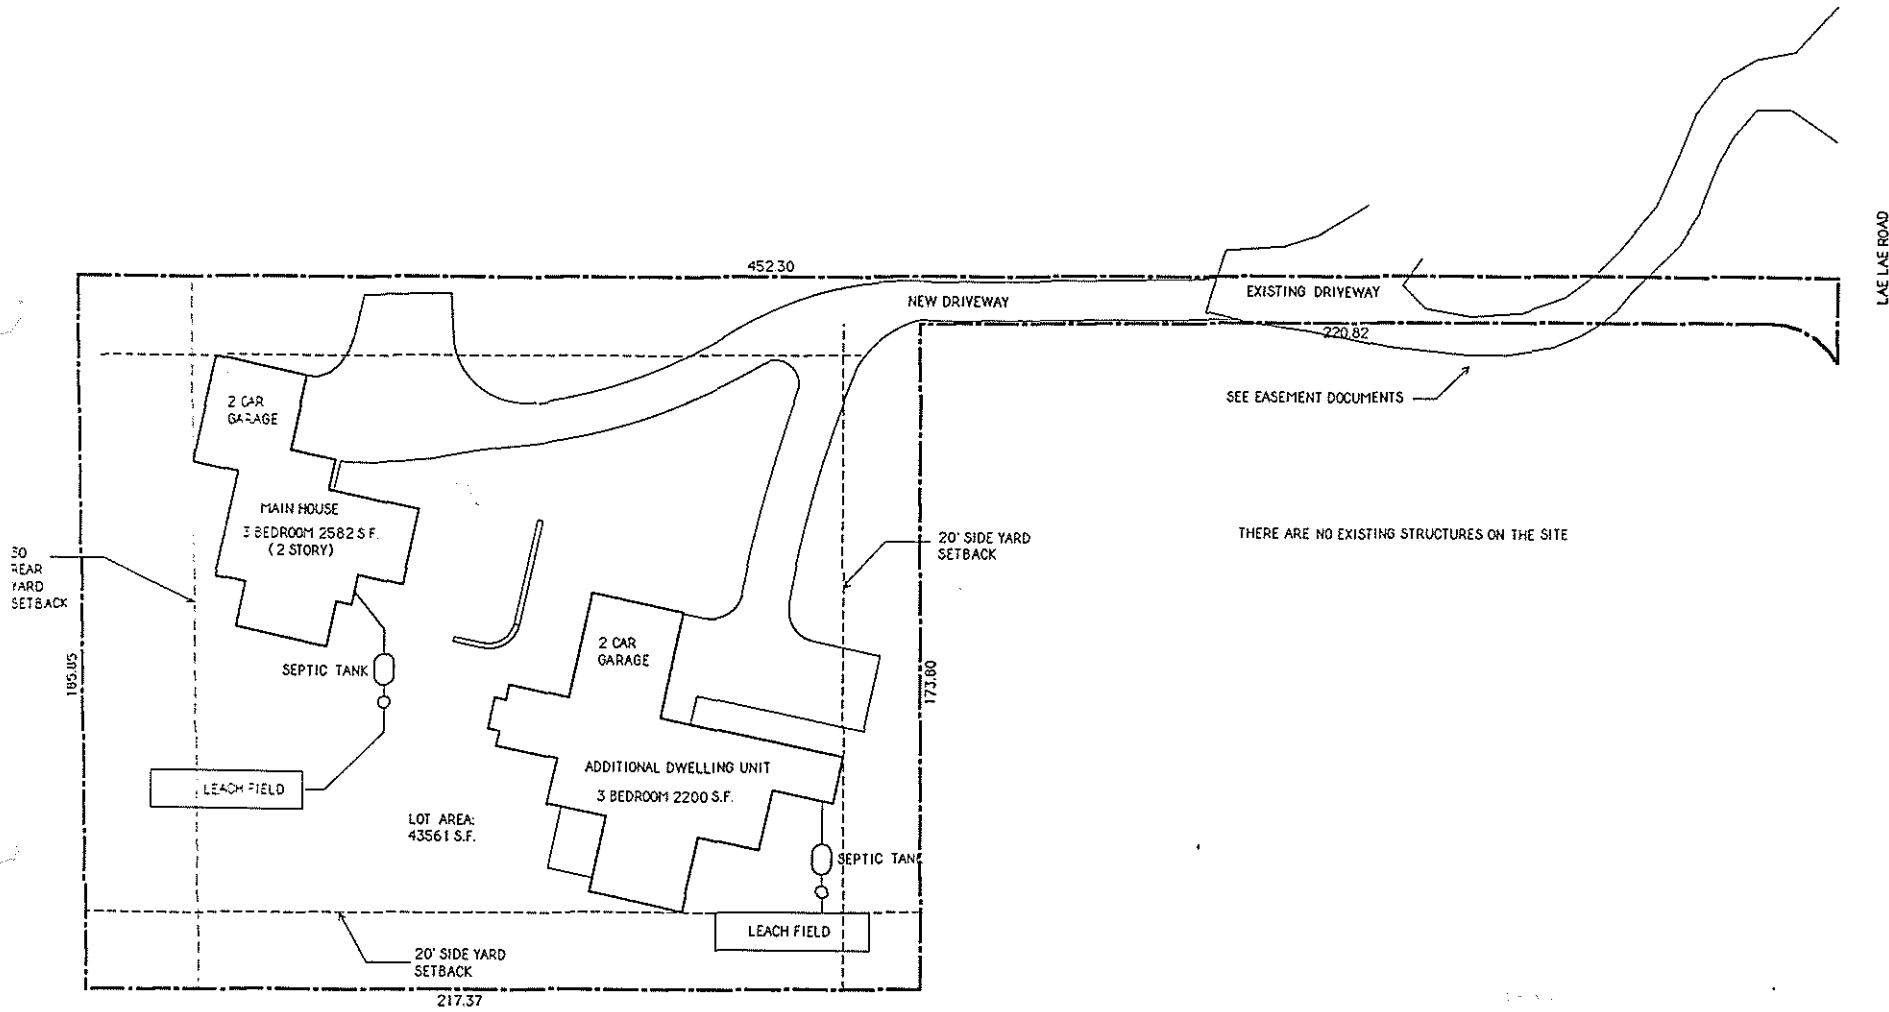 452.30
LAE LAE ROAD
NEW DRIVEWAY
EXISTING DRIVEWAY
220.82
SEE EASEMENT DOCUMENTS
2 CAR
GARAGE
MAIN HOUSE
3 BEDROOM 2582 S.F.
(2 STORY)
20' SIDE YARD
SETBACK
THERE ARE NO EXISTING STRUCTURES ON THE SITE
30
REAR
YARD
SETBACK
2 CAR
GARAGE
SEPTIC TANK
185.85
173.80
ADDITIONAL DWELLING UNIT
3 BEDROOM 2200 S.F.
LEACH FIELD
LOT AREA:
43561 S.F.
SEPTIC TANK
LEACH FIELD
20' SIDE YARD
SETBACK
217.37